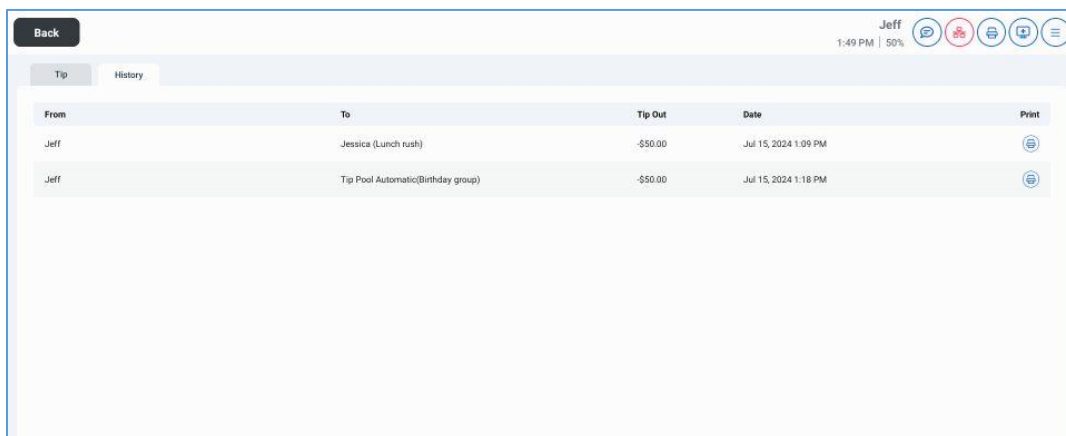 Back
Jeff
1:49 PM | 50%
Tip History
From To Tip Out Date Print
Jeff Jessica (Lunch rush) -$50.00 Jul 15, 2024 1:09 PM
Jeff Tip Pool Automatic(Birthday group) -$50.00 Jul 15, 2024 1:18 PM